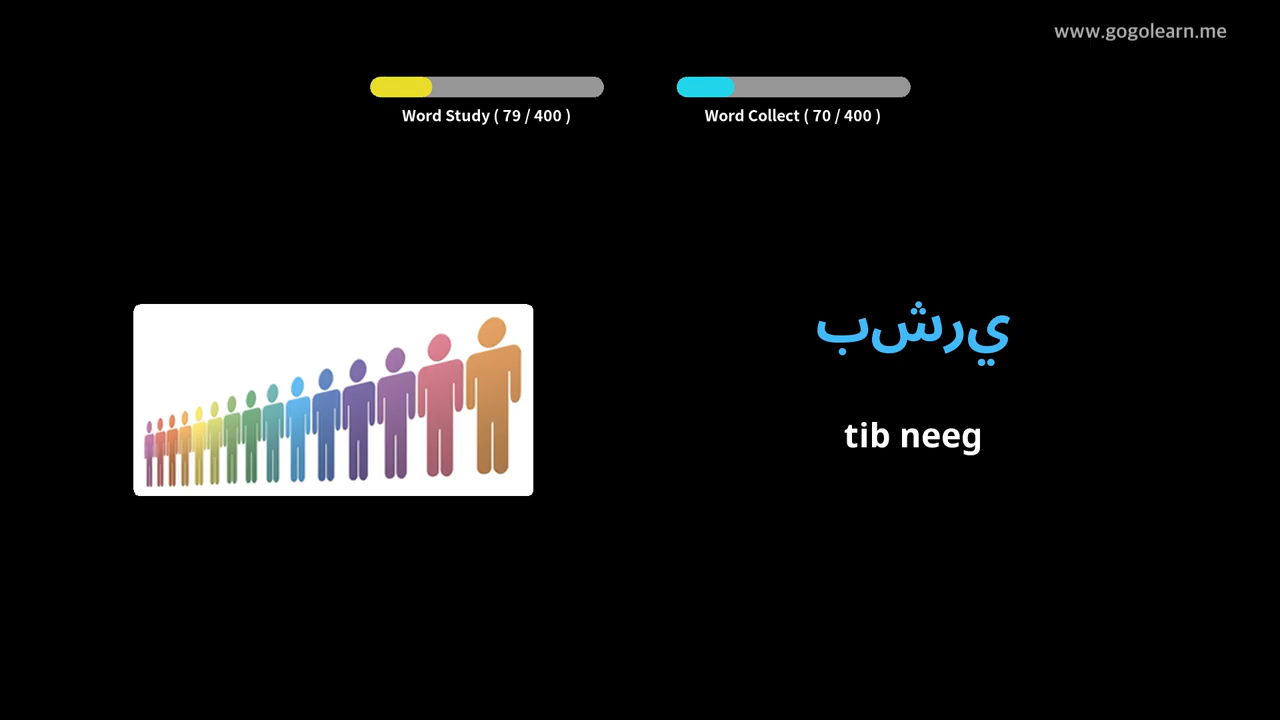 www.gogolearn.me
Word Study ( 79 / 400 )
Word Collect ( 70 / 400 )
بشري
tib neeg